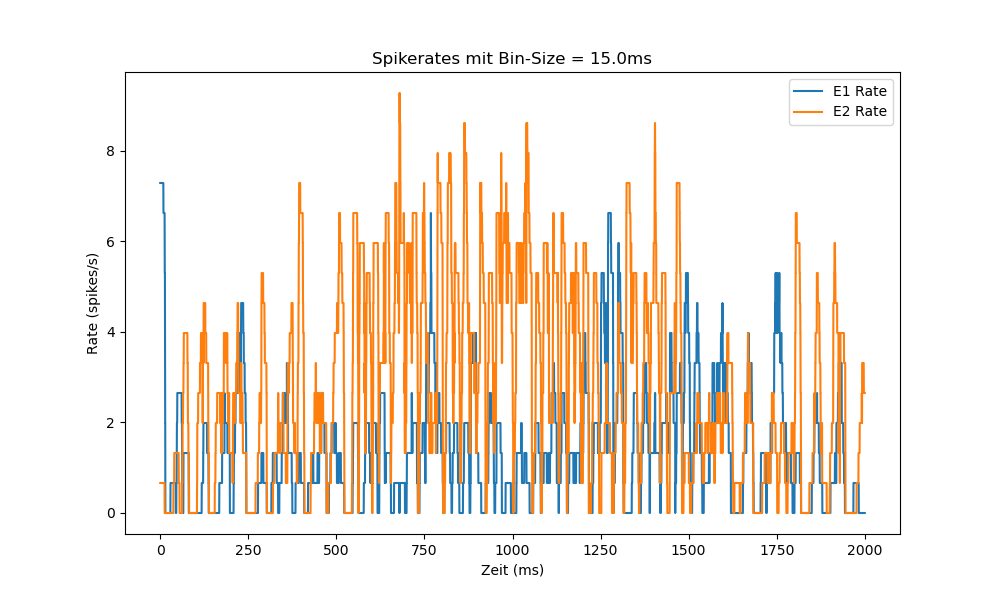 Spikerates mit Bin-Size = 15.0ms
E1 Rate
E2 Rate
Rate (spikes/s)
8
6
4
2
0
0 250 500 750 1000 1250 1500 1750 2000
Zeit (ms)